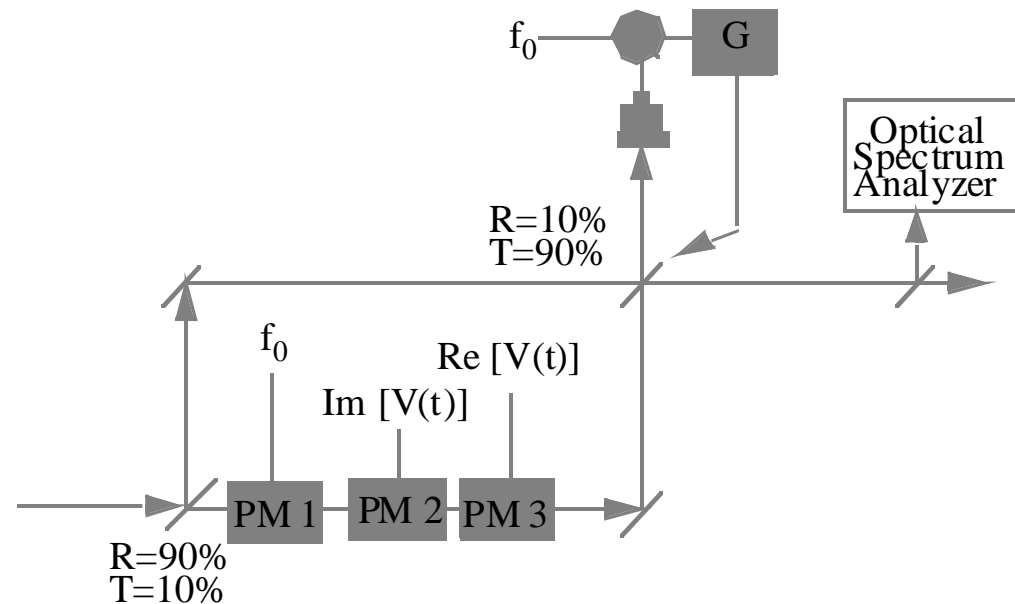 f0
G
Optical
Spectrum
Analyzer
R=10%
T=90%
f0
Re [V(t)]
Im [V(t)]
PM 1
PM 2
PM 3
R=90%
T=10%